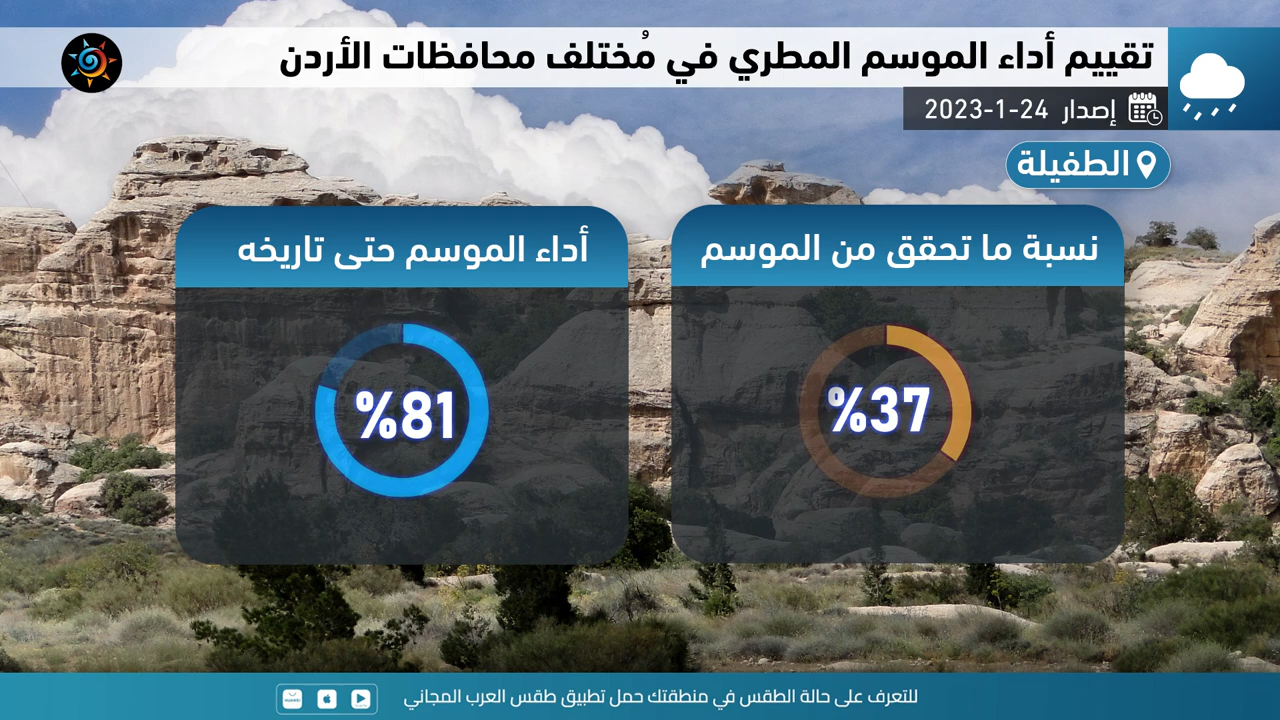 تقييم أداء الموسم المطري في مُختلف محافظات الأردن
إصدار 24-1-2023
الطفيلة
نسبة ما تحقق من الموسم
%37
أداء الموسم حتى تاريخه
%81
للتعرف على حالة الطقس في منطقتك حمل تطبيق طقس العرب المجاني